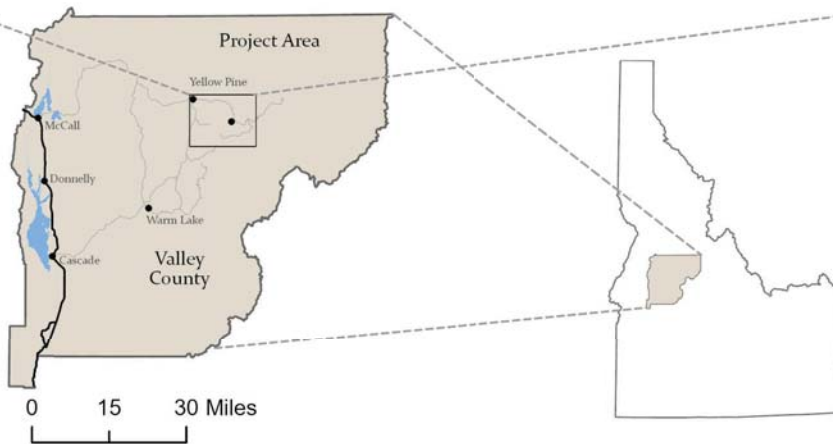 Project Area
Yellow Pine
McCall
Donnelly
Warm Lake
Cascade
Valley
County
0 15 30 Miles